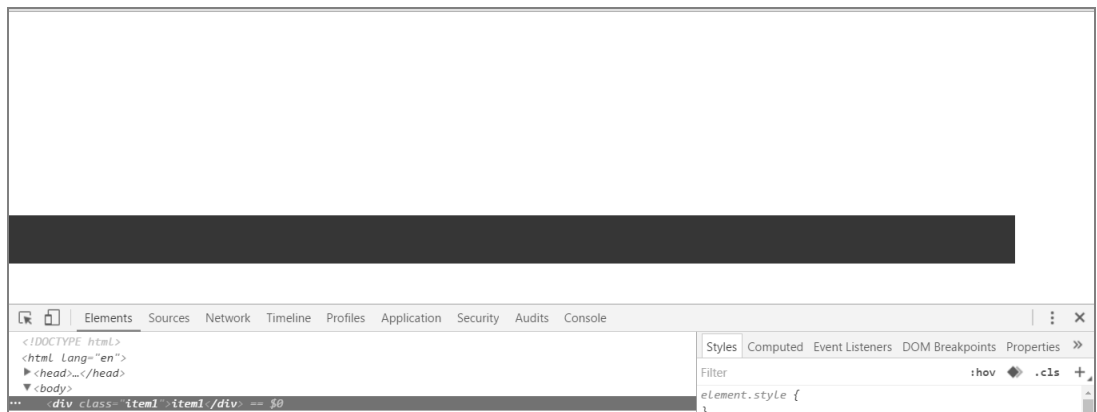 Elements Sources Network Timeline Profiles Application Security Audits Console
<!DOCTYPE html>
<html lang="en">
▶<head>…</head>
▼<body>
••• <div class="item1">item1</div> == $0
Styles Computed Event Listeners DOM Breakpoints Properties »
Filter :hov .cls +
element.style {
}